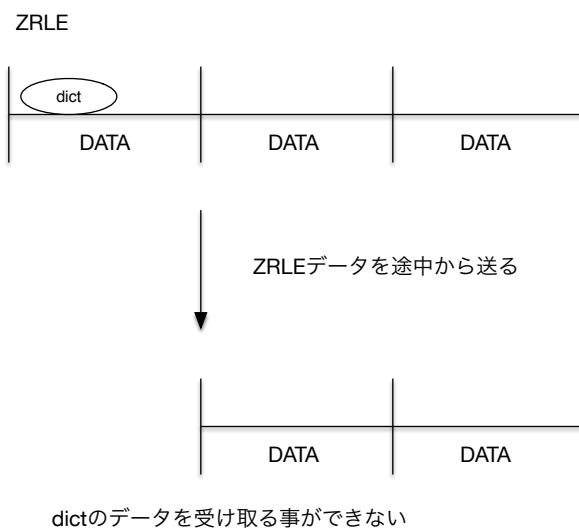 ZRLE
dict
DATA DATA DATA
ZRLEデータを途中から送る
DATA DATA
dictのデータを受け取る事ができない